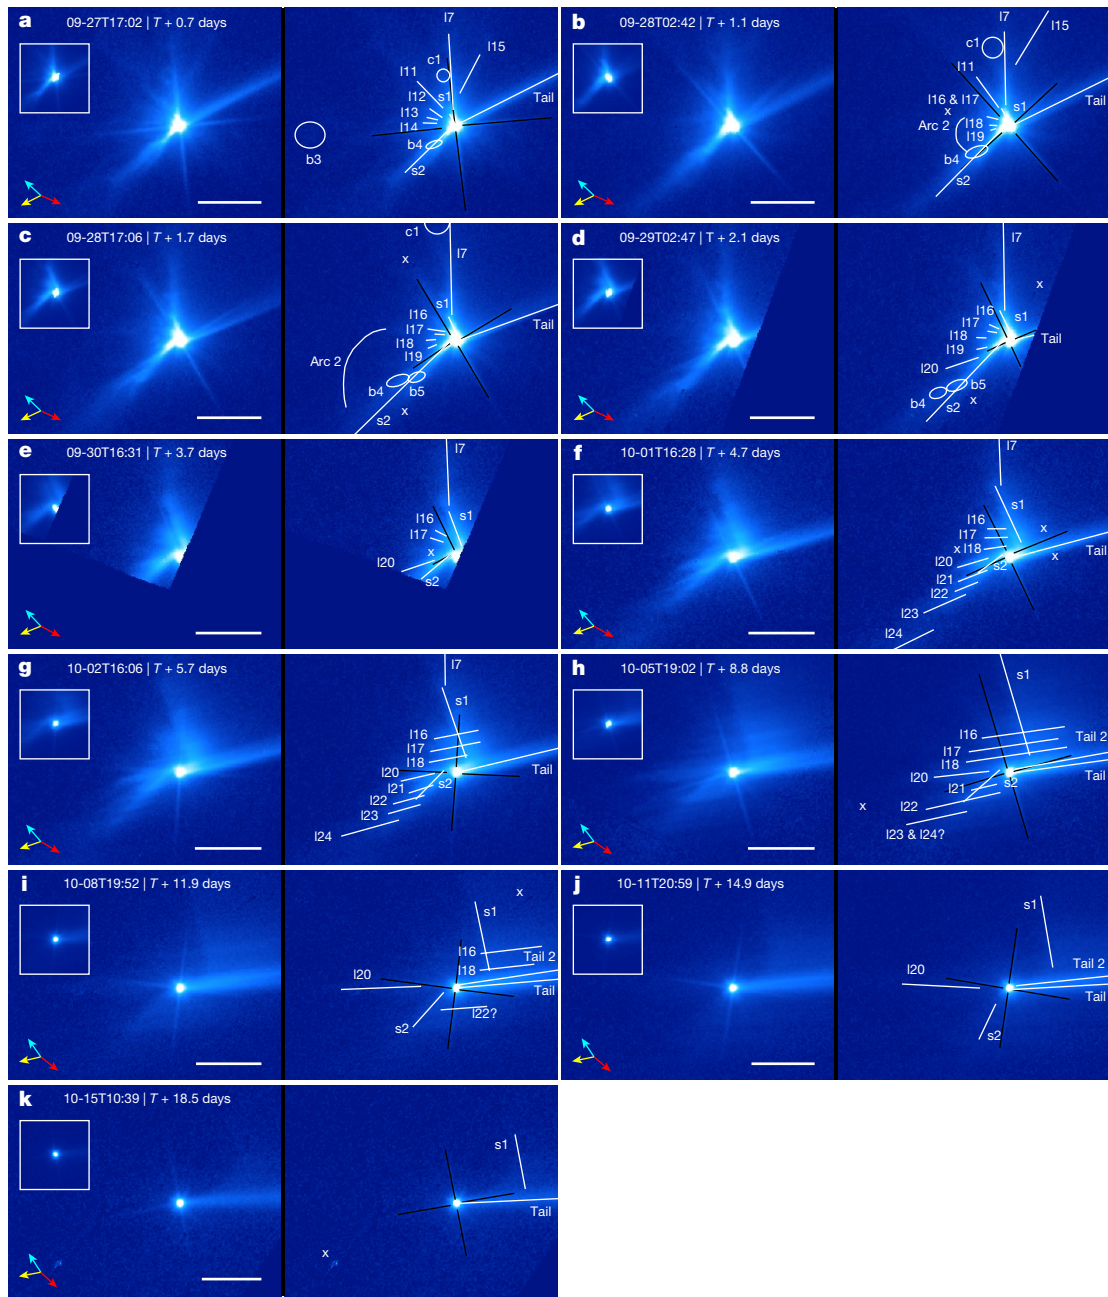 a 09-27T17:02 | T + 0.7 days
l7
l15
c1
l11
s1
l12
Tail
l13
l14
b4
b3
s2
b 09-28T02:42 | T + 1.1 days
l7
l15
c1
l11
l16 & l17
s1
Tail
x
Arc 2
l18
l19
b4
s2
c 09-28T17:06 | T + 1.7 days
c1
l7
x
s1
l16
l17
Tail
l18
l19
Arc 2
b4
b5
x
s2
d 09-29T02:47 | T + 2.1 days
l7
x
l16
s1
l17
l18
Tail
l19
l20
b5
b4
s2
x
e 09-30T16:31 | T + 3.7 days
l7
l16
s1
l17
x
l20
s2
f 10-01T16:28 | T + 4.7 days
l7
s1
l16
x
l17
x l18
x
Tail
l20
s2
l21
l22
l23
l24
g 10-02T16:06 | T + 5.7 days
l7
s1
l16
l17
l18
l20
Tail
s2
l21
l22
l23
l24
h 10-05T19:02 | T + 8.8 days
s1
l16
Tail 2
l17
l18
l20
Tail
s2
l21
x
l22
l23 & l24?
i 10-08T19:52 | T + 11.9 days
x
s1
l16
Tail 2
l18
l20
Tail
l22?
s2
j 10-11T20:59 | T + 14.9 days
s1
Tail 2
l20
Tail
s2
k 10-15T10:39 | T + 18.5 days
s1
Tail
x